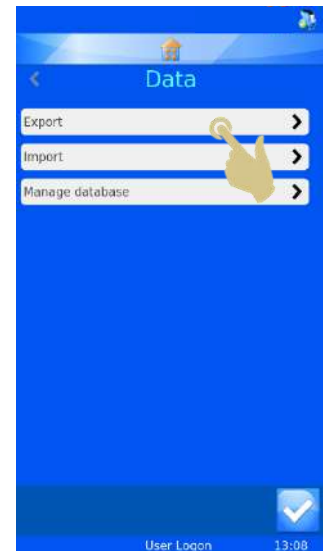 Data
Export
Import
Manage database
User Logon 13:08